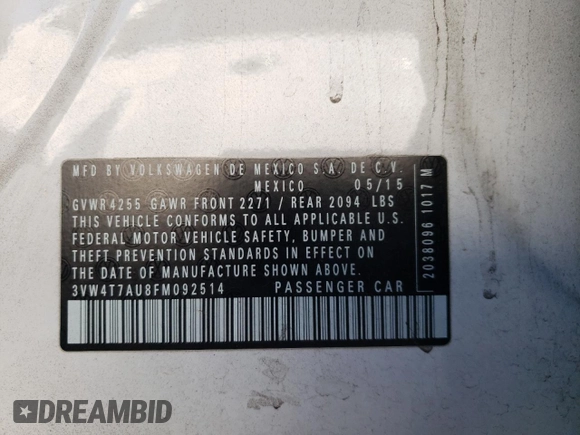 MFD BY VOLKSWAGEN DE MEXICO S.A. DE C.V.
MEXICO 05/15
GVWR 4255 GAWR FRONT 2271 / REAR 2094 LBS
THIS VEHICLE CONFORMS TO ALL APPLICABLE U.S.
FEDERAL MOTOR VEHICLE SAFETY, BUMPER AND
THEFT PREVENTION STANDARDS IN EFFECT ON
THE DATE OF MANUFACTURE SHOWN ABOVE.
3VW4T7AU8FM092514 PASSENGER CAR
2038096 1017 M
DREAMBID